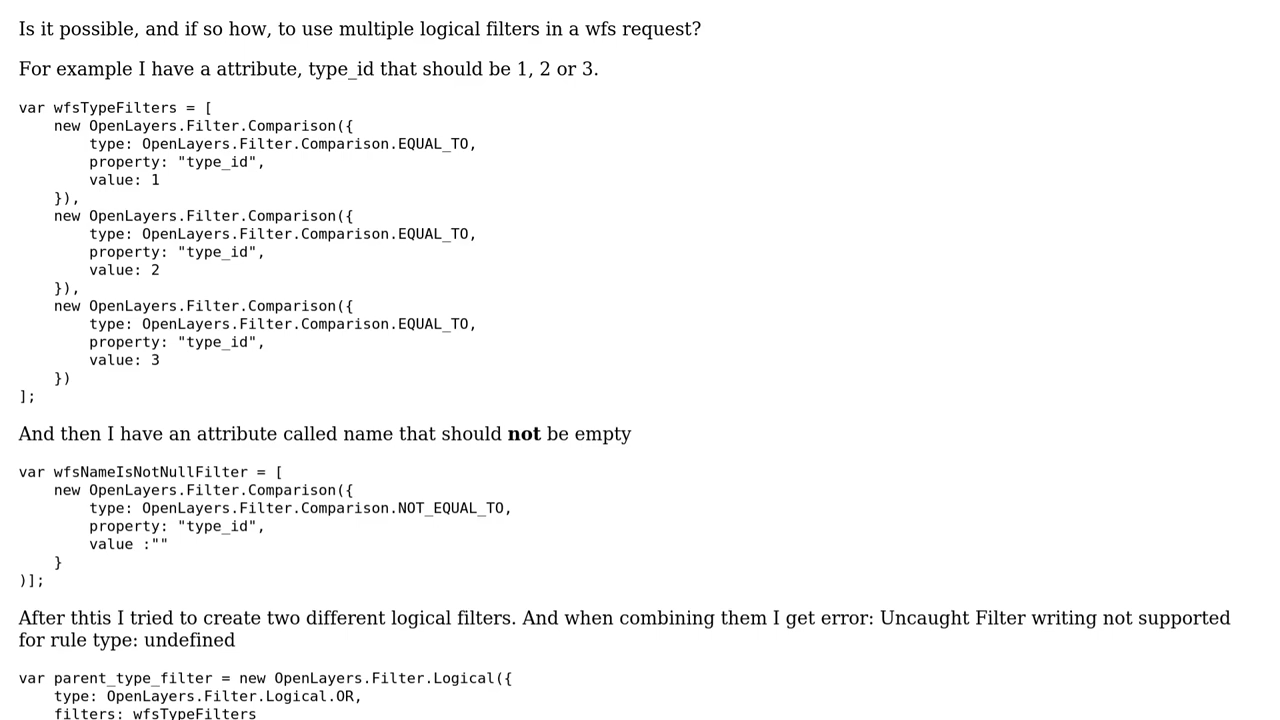 Is it possible, and if so how, to use multiple logical filters in a wfs request?
For example I have a attribute, type_id that should be 1, 2 or 3.
var wfsTypeFilters = [
    new OpenLayers.Filter.Comparison({
        type: OpenLayers.Filter.Comparison.EQUAL_TO,
        property: "type_id",
        value: 1
    }),
    new OpenLayers.Filter.Comparison({
        type: OpenLayers.Filter.Comparison.EQUAL_TO,
        property: "type_id",
        value: 2
    }),
    new OpenLayers.Filter.Comparison({
        type: OpenLayers.Filter.Comparison.EQUAL_TO,
        property: "type_id",
        value: 3
    })
];
And then I have an attribute called name that should not be empty
var wfsNameIsNotNullFilter = [
    new OpenLayers.Filter.Comparison({
        type: OpenLayers.Filter.Comparison.NOT_EQUAL_TO,
        property: "type_id",
        value :""
    }
)];
After thtis I tried to create two different logical filters. And when combining them I get error: Uncaught Filter writing not supported
for rule type: undefined
var parent_type_filter = new OpenLayers.Filter.Logical({
    type: OpenLayers.Filter.Logical.OR,
    filters: wfsTypeFilters